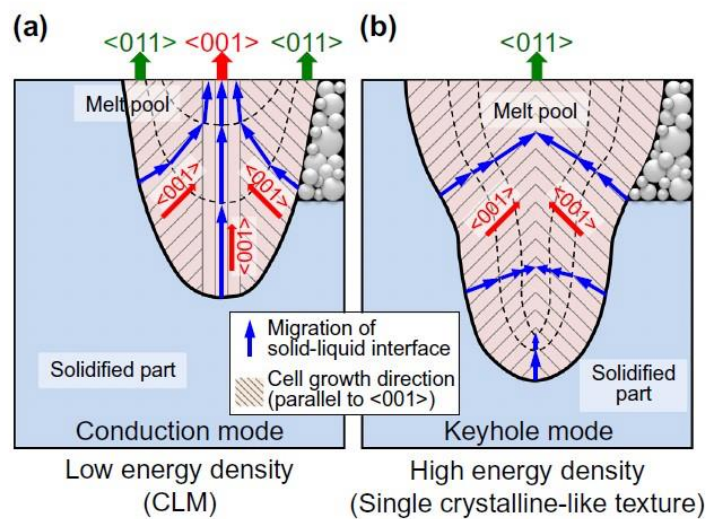 (a)
<011> <001> <011>
Melt pool
<001>
<001>
<001>
Solidified part
Conduction mode
Low energy density
(CLM)
(b)
<011>
Melt pool
<001>
<001>
Solidified
part
Keyhole mode
High energy density
(Single crystalline-like texture)
Migration of
solid-liquid interface
Cell growth direction
(parallel to <001>)